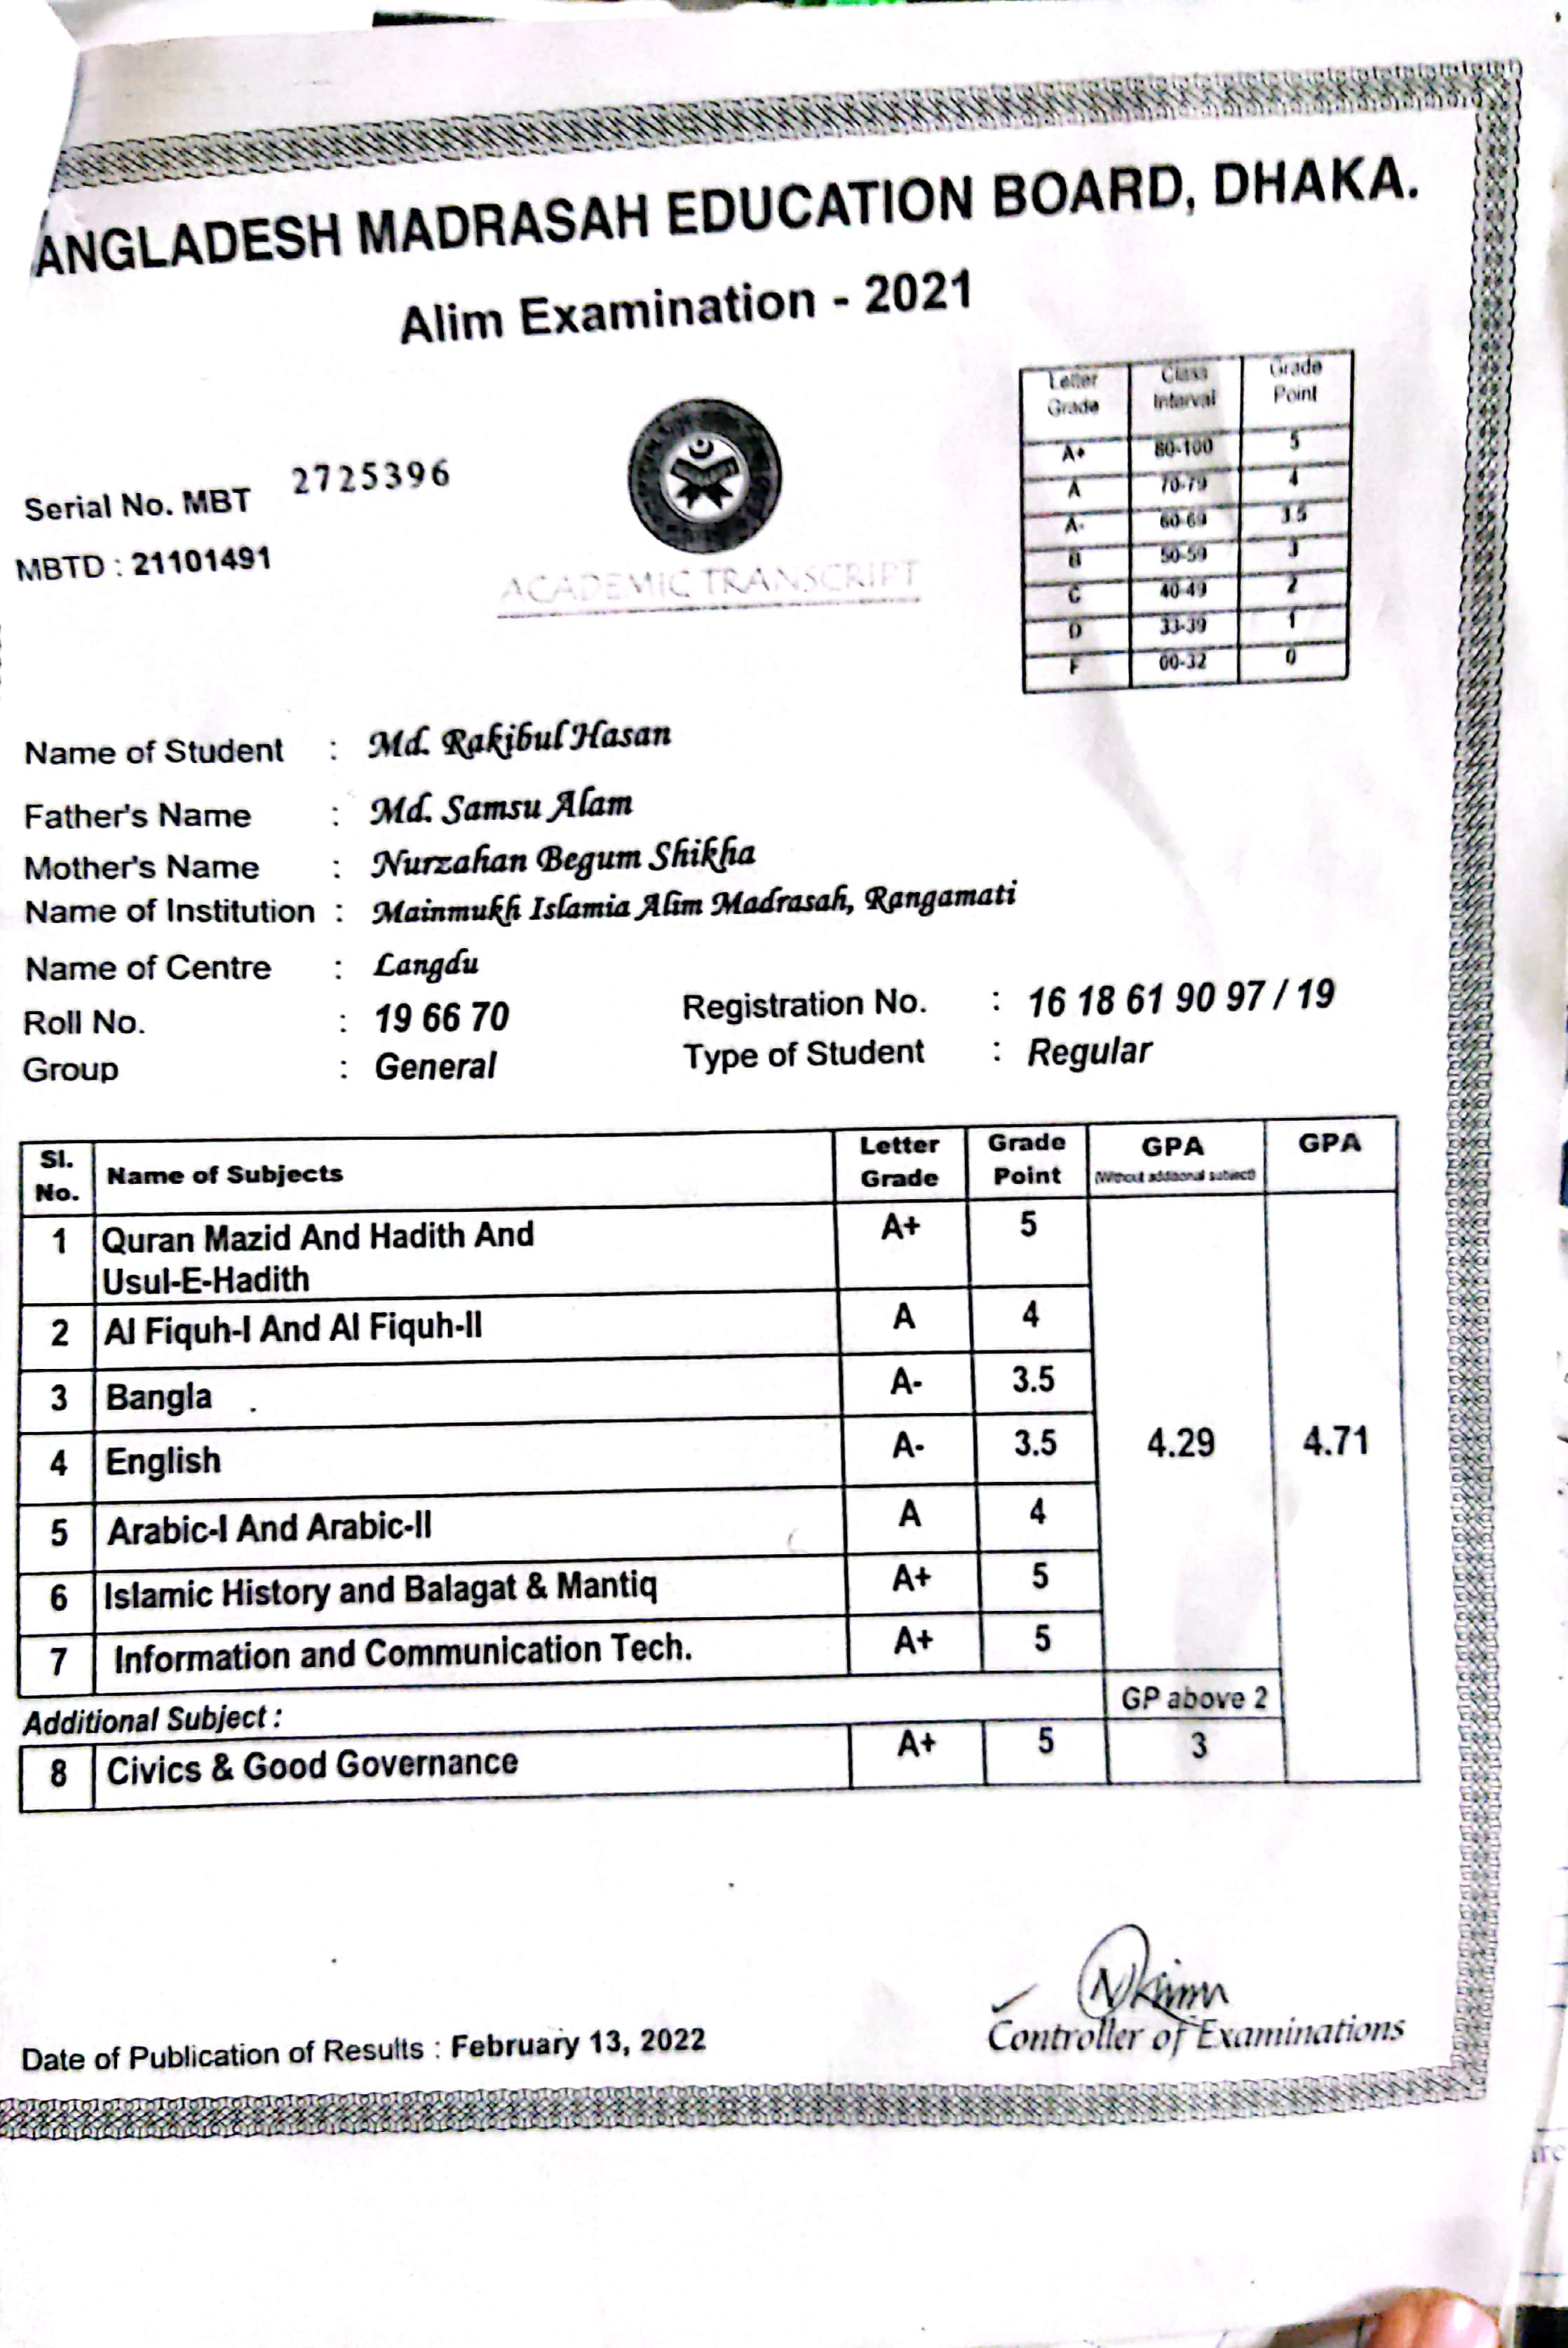 ANGLADESH MADRASAH EDUCATION BOARD, DHAKA.
Alim Examination - 2021
Letter Grade Class Interval Grade Point
A+ 80-100 5
A 70-79 4
A- 60-69 3.5
B 50-59 3
C 40-49 2
D 33-39 1
F 00-32 0
Serial No. MBT 2725396
MBTD : 21101491
ACADEMIC TRANSCRIPT
Name of Student : Md. Rakibul Hasan
Father's Name : Md. Samsu Alam
Mother's Name : Nurzahan Begum Shikha
Name of Institution : Mainmukh Islamia Alim Madrasah, Rangamati
Name of Centre : Langdu
Roll No. : 19 66 70 Registration No. : 16 18 61 90 97 / 19
Group : General Type of Student : Regular
Sl. No. Name of Subjects Letter Grade Grade Point GPA (Without additional subject) GPA
1 Quran Mazid And Hadith And A+ 5
Usul-E-Hadith
2 Al Fiquh-I And Al Fiquh-II A 4
3 Bangla A- 3.5
4 English A- 3.5 4.29 4.71
5 Arabic-I And Arabic-II A 4
6 Islamic History and Balagat & Mantiq A+ 5
7 Information and Communication Tech. A+ 5
Additional Subject : GP above 2
8 Civics & Good Governance A+ 5 3
Controller of Examinations
Date of Publication of Results : February 13, 2022